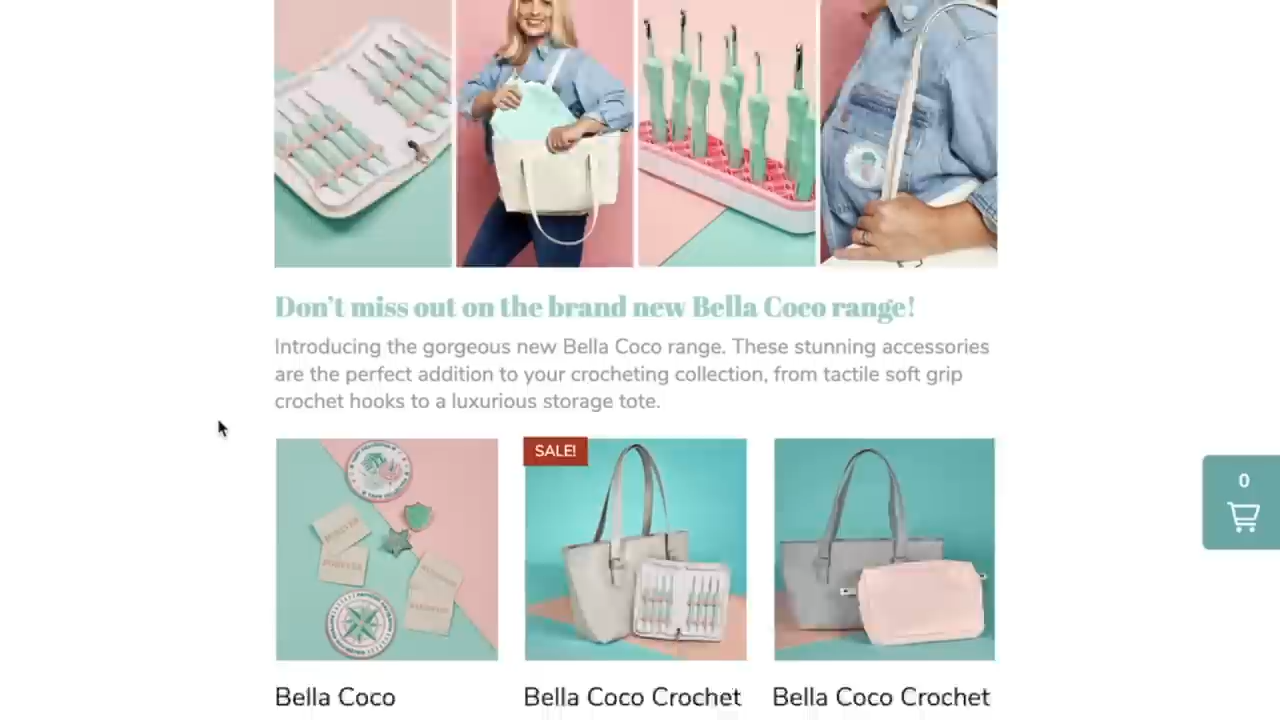 Don't miss out on the brand new Bella Coco range!
Introducing the gorgeous new Bella Coco range. These stunning accessories
are the perfect addition to your crocheting collection, from tactile soft grip
crochet hooks to a luxurious storage tote.
SALE!
0
Bella Coco
Bella Coco Crochet
Bella Coco Crochet